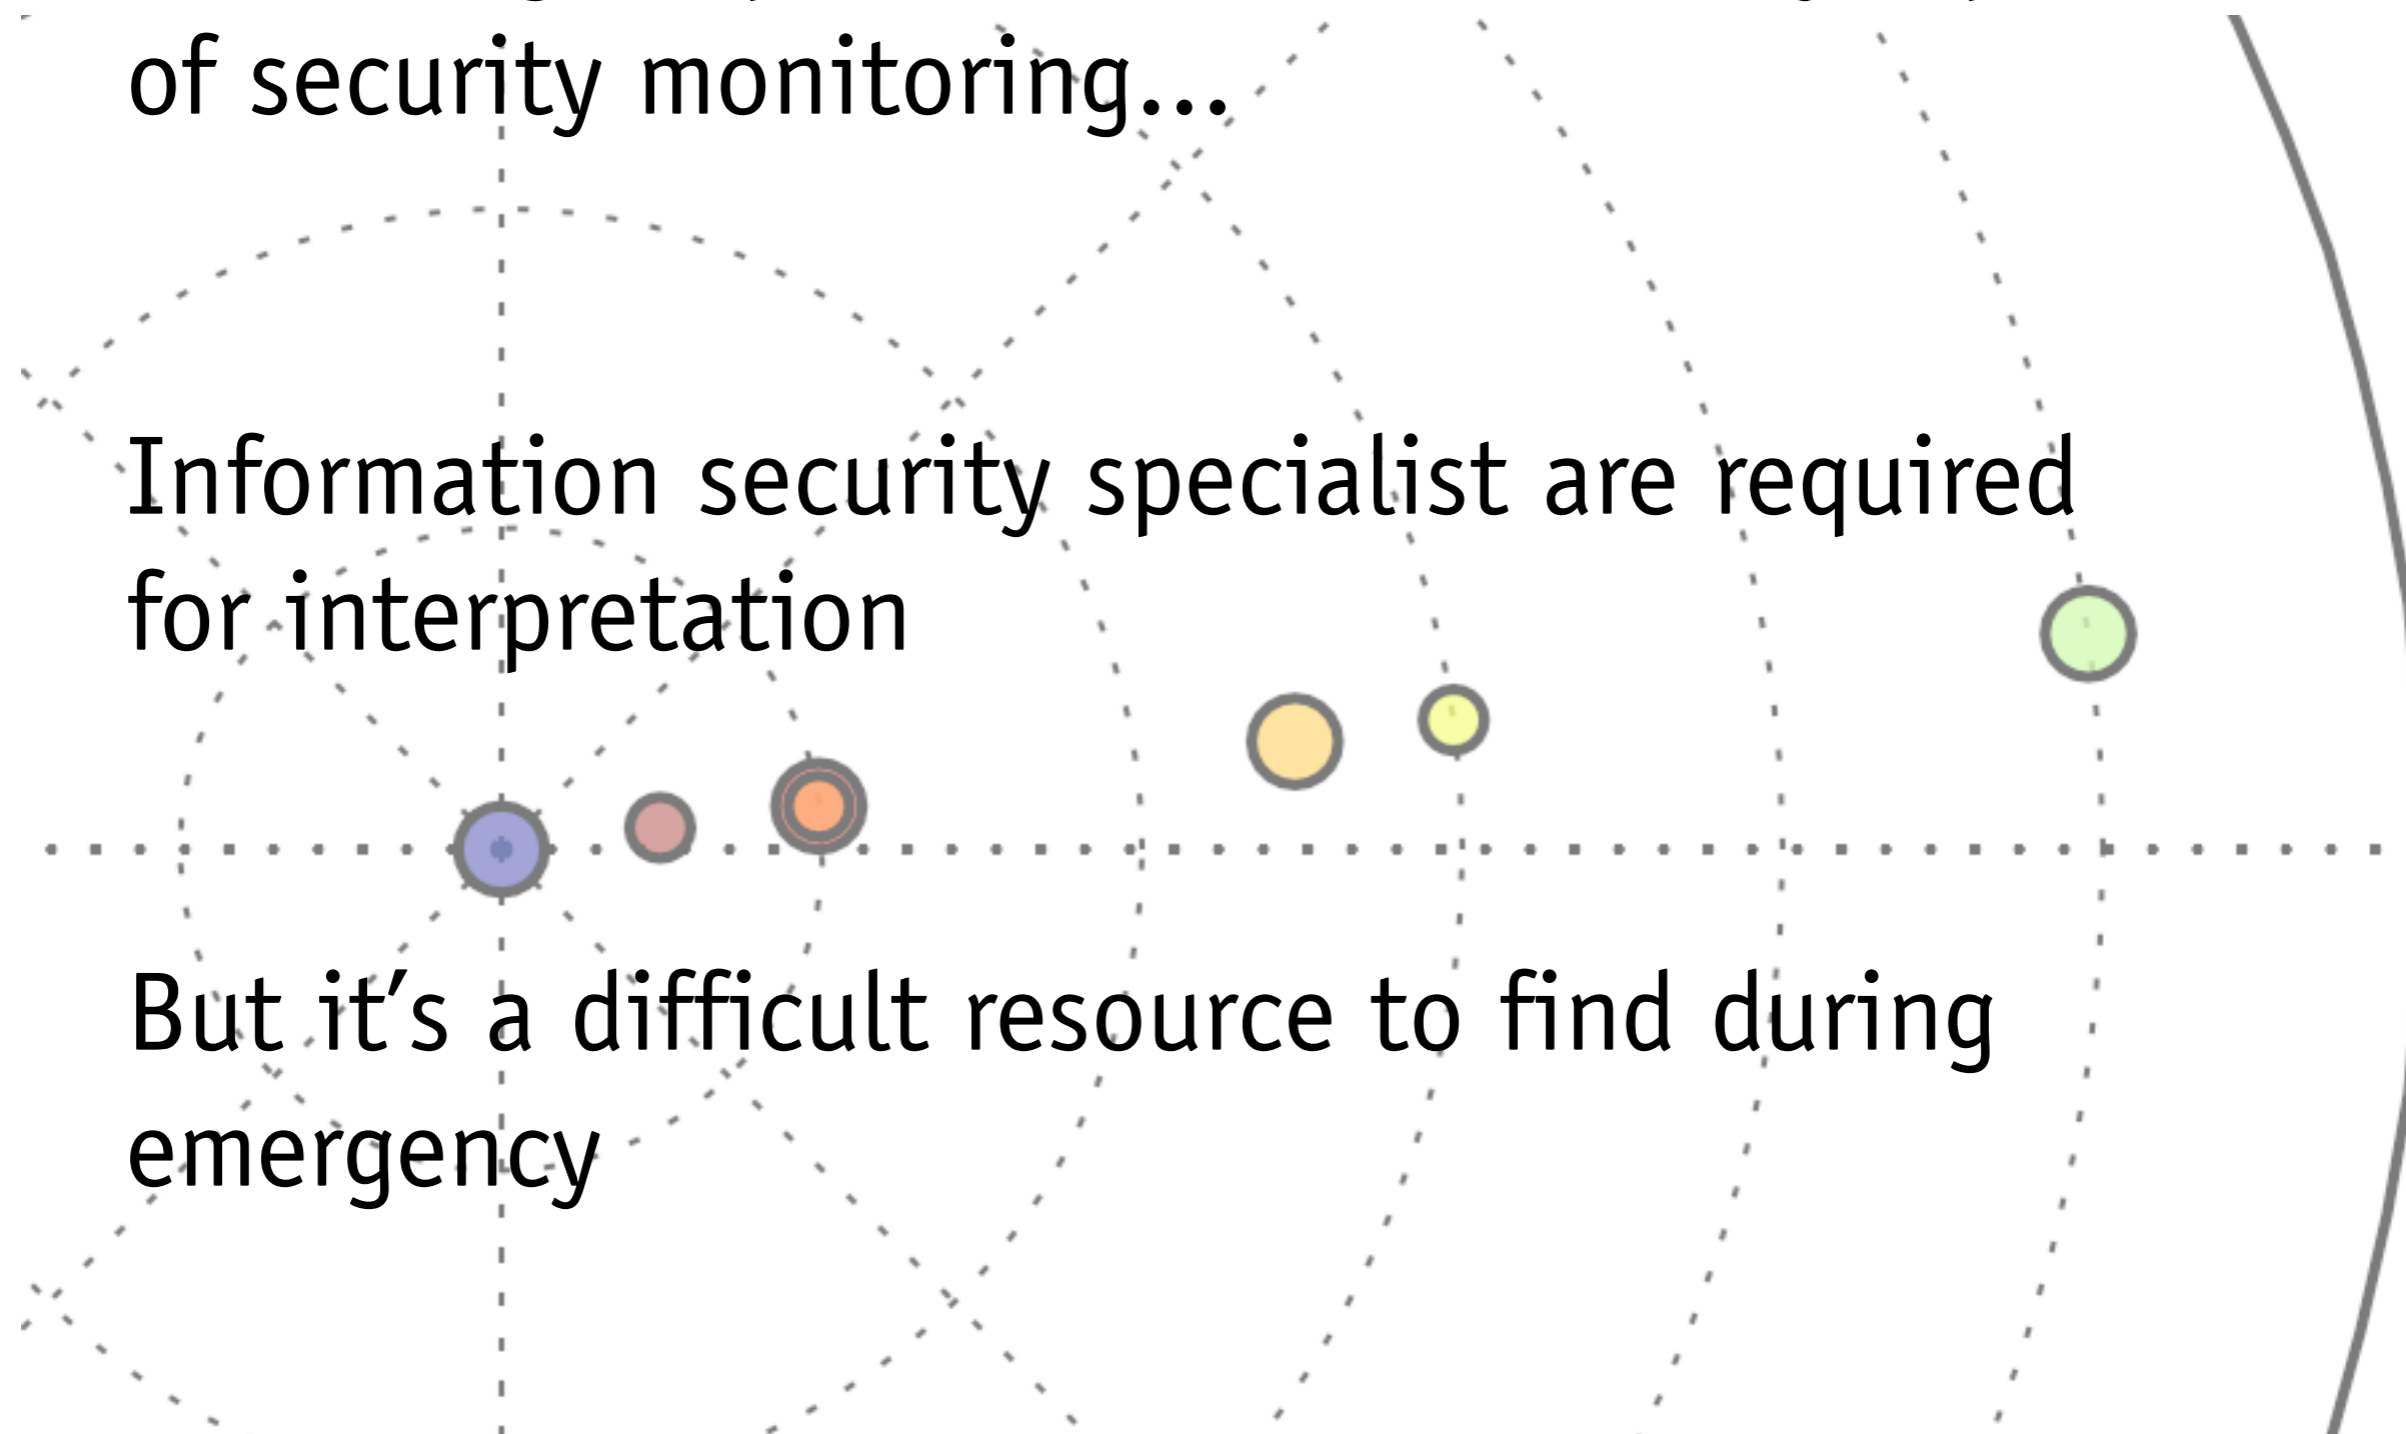 of security monitoring...
Information security specialist are required
for interpretation
But it's a difficult resource to find during
emergency